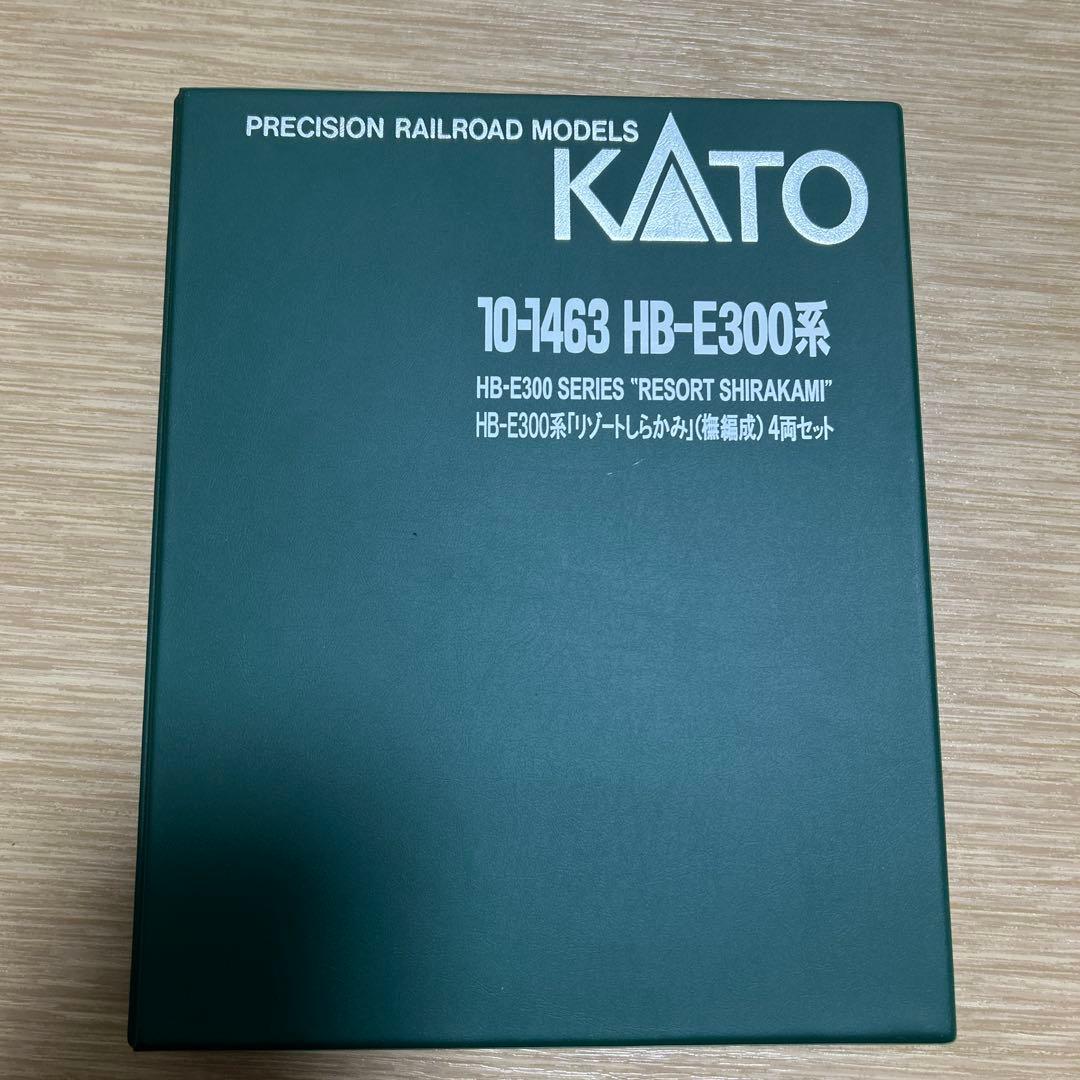 PRECISION RAILROAD MODELS
KATO
10-1463 HB-E300系
HB-E300 SERIES "RESORT SHIRAKAMI"
HB-E300系「リゾートしらかみ」(橅編成) 4両セット